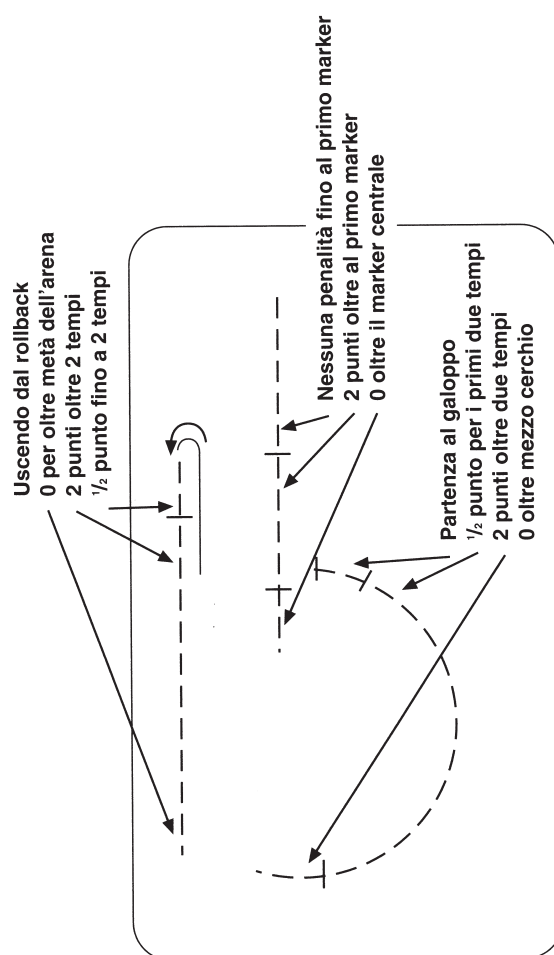 Uscendo dal rollback
0 per oltre metà dell'arena
2 punti oltre 2 tempi
1/2 punto fino a 2 tempi
Nessuna penalità fino al primo marker
2 punti oltre al primo marker
0 oltre il marker centrale
Partenza al galoppo
1/2 punto per i primi due tempi
2 punti oltre due tempi
0 oltre mezzo cerchio